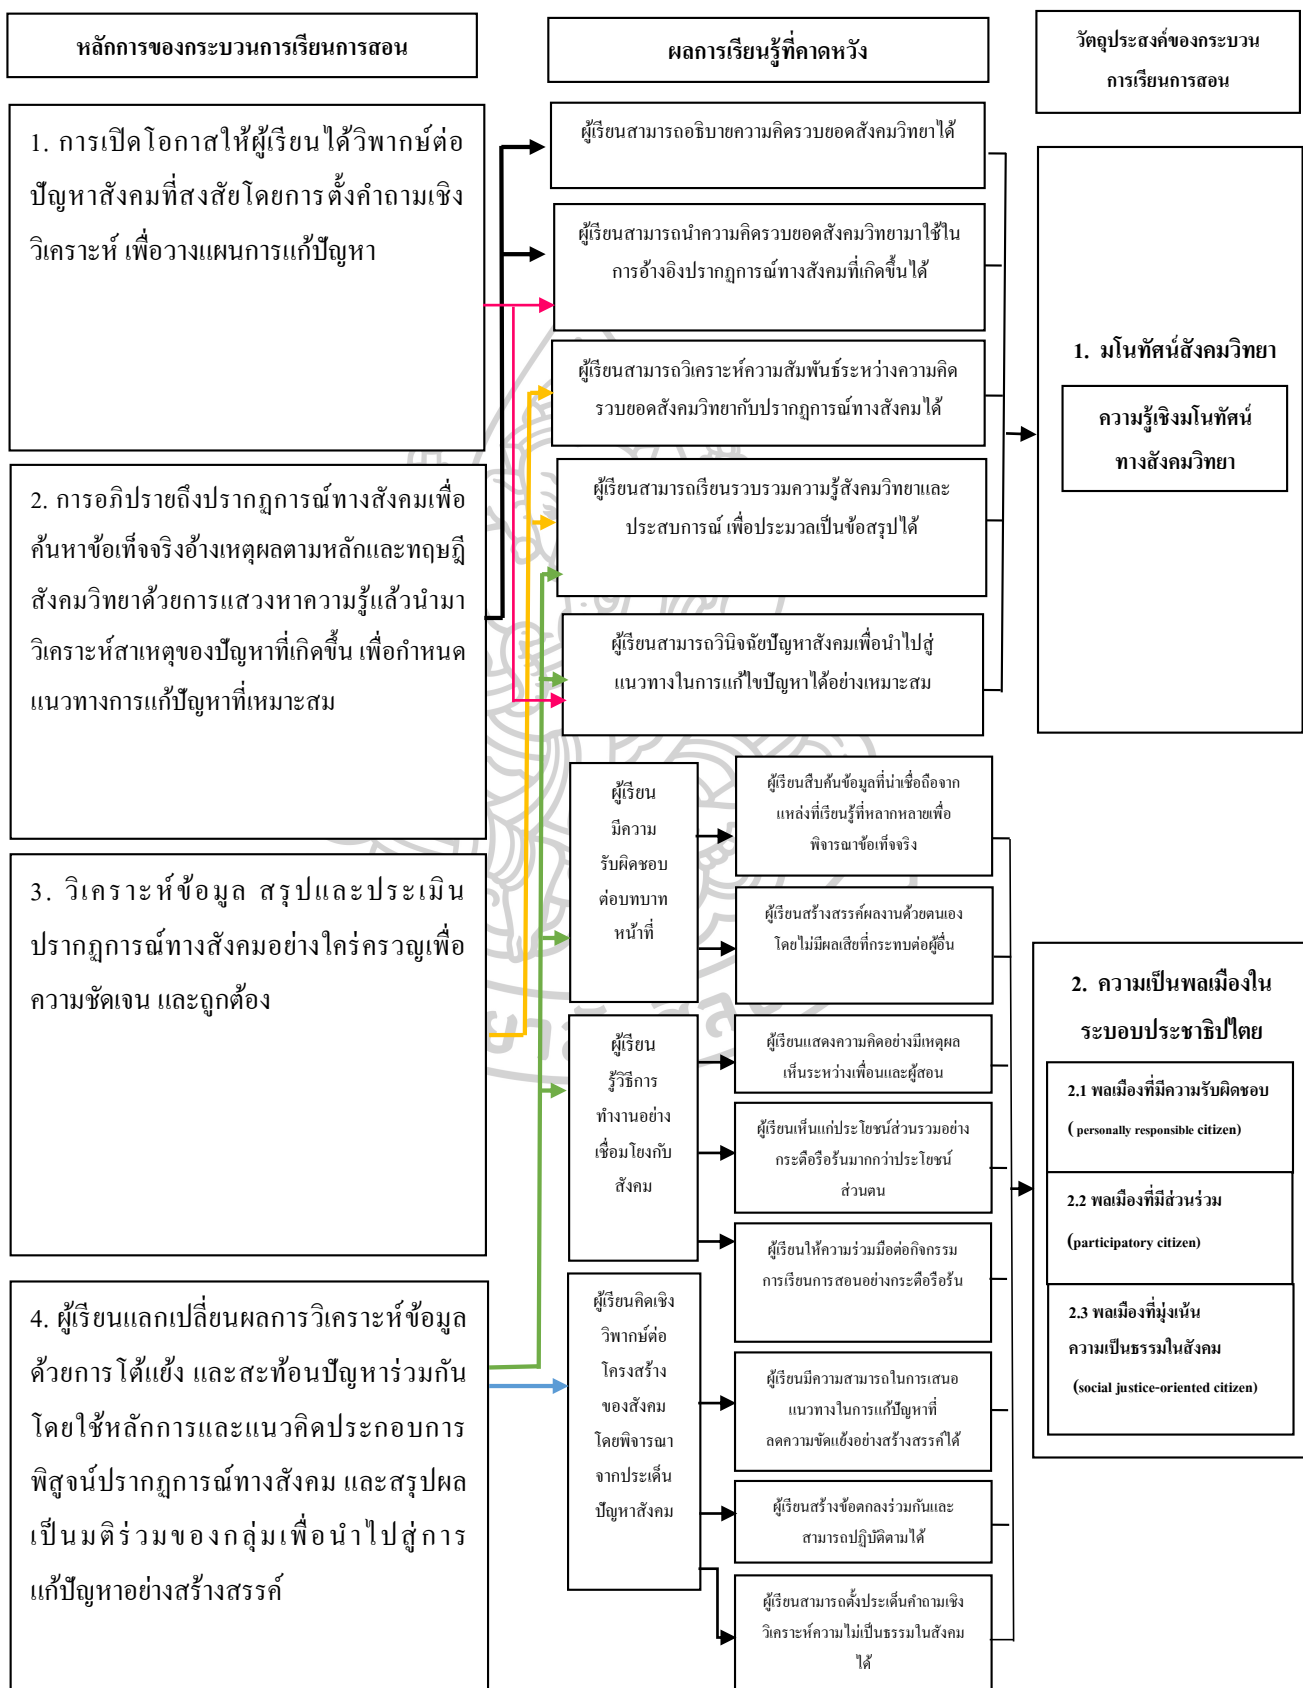 หลักการของกระบวนการเรียนการสอน
ผลการเรียนรู้ที่คาดหวัง
วัตถุประสงค์ของกระบวน
การเรียนการสอน
1. การเปิดโอกาสให้ผู้เรียนได้วิพากษ์ต่อ
ปัญหาสังคมที่สงสัยโดยการตั้งคำถามเชิง
วิเคราะห์ เพื่อวางแผนการแก้ปัญหา
2. การอภิปรายถึงปรากฏการณ์ทางสังคมเพื่อ
ค้นหาข้อเท็จจริงอ้างเหตุผลตามหลักและทฤษฎี
สังคมวิทยาด้วยการแสวงหาความรู้แล้วนำมา
วิเคราะห์สาเหตุของปัญหาที่เกิดขึ้น เพื่อกำหนด
แนวทางการแก้ปัญหาที่เหมาะสม
3. วิเคราะห์ข้อมูล สรุปและประเมิน
ปรากฏการณ์ทางสังคมอย่างใคร่ครวญเพื่อ
ความชัดเจน และถูกต้อง
4. ผู้เรียนแลกเปลี่ยนผลการวิเคราะห์ข้อมูล
ด้วยการโต้แย้ง และสะท้อนปัญหาร่วมกัน
โดยใช้หลักการและแนวคิดประกอบการ
พิสูจน์ปรากฏการณ์ทางสังคม และสรุปผล
เป็นมติร่วมของกลุ่มเพื่อนำไปสู่การ
แก้ปัญหาอย่างสร้างสรรค์
ผู้เรียนสามารถอธิบายความคิดรวบยอดสังคมวิทยาได้
ผู้เรียนสามารถนำความคิดรวบยอดสังคมวิทยามาใช้ใน
การอ้างอิงปรากฏการณ์ทางสังคมที่เกิดขึ้นได้
ผู้เรียนสามารถวิเคราะห์ความสัมพันธ์ระหว่างความคิด
รวบยอดสังคมวิทยากับปรากฏการณ์ทางสังคมได้
ผู้เรียนสามารถเรียนรวบรวมความรู้สังคมวิทยาและ
ประสบการณ์ เพื่อประมวลเป็นข้อสรุปได้
ผู้เรียนสามารถวินิจฉัยปัญหาสังคมเพื่อนำไปสู่
แนวทางในการแก้ไขปัญหาได้อย่างเหมาะสม
ผู้เรียน
มีความ
รับผิดชอบ
ต่อบทบาท
หน้าที่
ผู้เรียนสืบค้นข้อมูลที่น่าเชื่อถือจาก
แหล่งที่เรียนรู้ที่หลากหลายเพื่อ
พิจารณาข้อเท็จจริง
ผู้เรียนสร้างสรรค์ผลงานด้วยตนเอง
โดยไม่มีผลเสียที่กระทบต่อผู้อื่น
ผู้เรียน
รู้วิธีการ
ทำงานอย่าง
เชื่อมโยงกับ
สังคม
ผู้เรียนแสดงความคิดอย่างมีเหตุผล
เห็นระหว่างเพื่อนและผู้สอน
ผู้เรียนเห็นแก่ประโยชน์ส่วนรวมอย่าง
กระตือรือร้นมากกว่าประโยชน์
ส่วนตน
ผู้เรียนให้ความร่วมมือต่อกิจกรรม
การเรียนการสอนอย่างกระตือรือร้น
ผู้เรียนคิดเชิง
วิพากษ์ต่อ
โครงสร้าง
ของสังคม
โดยพิจารณา
จากประเด็น
ปัญหาสังคม
ผู้เรียนมีความสามารถในการเสนอ
แนวทางในการแก้ปัญหาที่
ลดความขัดแย้งอย่างสร้างสรรค์ได้
ผู้เรียนสร้างข้อตกลงร่วมกันและ
สามารถปฏิบัติตามได้
ผู้เรียนสามารถตั้งประเด็นคำถามเชิง
วิเคราะห์ความไม่เป็นธรรมในสังคม
ได้
1. มโนทัศน์สังคมวิทยา
ความรู้เชิงมโนทัศน์
ทางสังคมวิทยา
2. ความเป็นพลเมืองใน
ระบอบประชาธิปไตย
2.1 พลเมืองที่มีความรับผิดชอบ
( personally responsible citizen)
2.2 พลเมืองที่มีส่วนร่วม
(participatory citizen)
2.3 พลเมืองที่มุ่งเน้น
ความเป็นธรรมในสังคม
(social justice-oriented citizen)